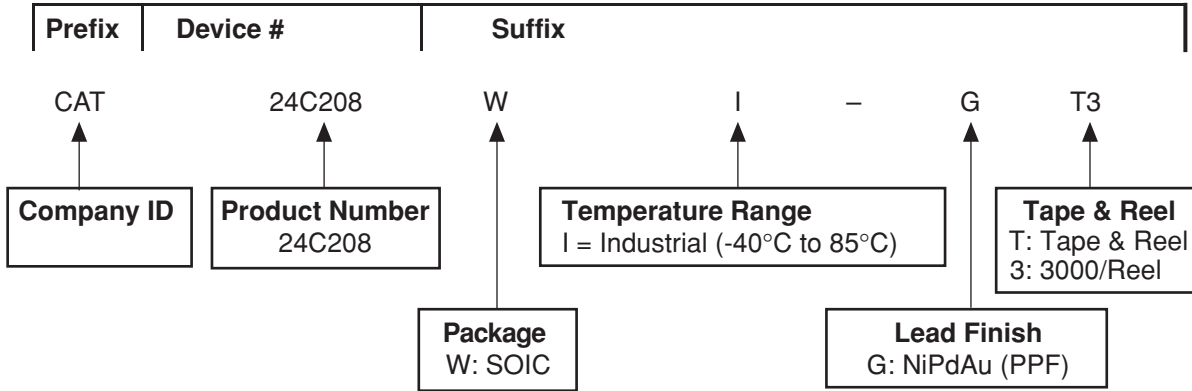 Prefix Device # Suffix
CAT 24C208 W I – G T3
Company ID
Product Number
24C208
Temperature Range
I = Industrial (-40°C to 85°C)
Tape & Reel
T: Tape & Reel
3: 3000/Reel
Package
W: SOIC
Lead Finish
G: NiPdAu (PPF)